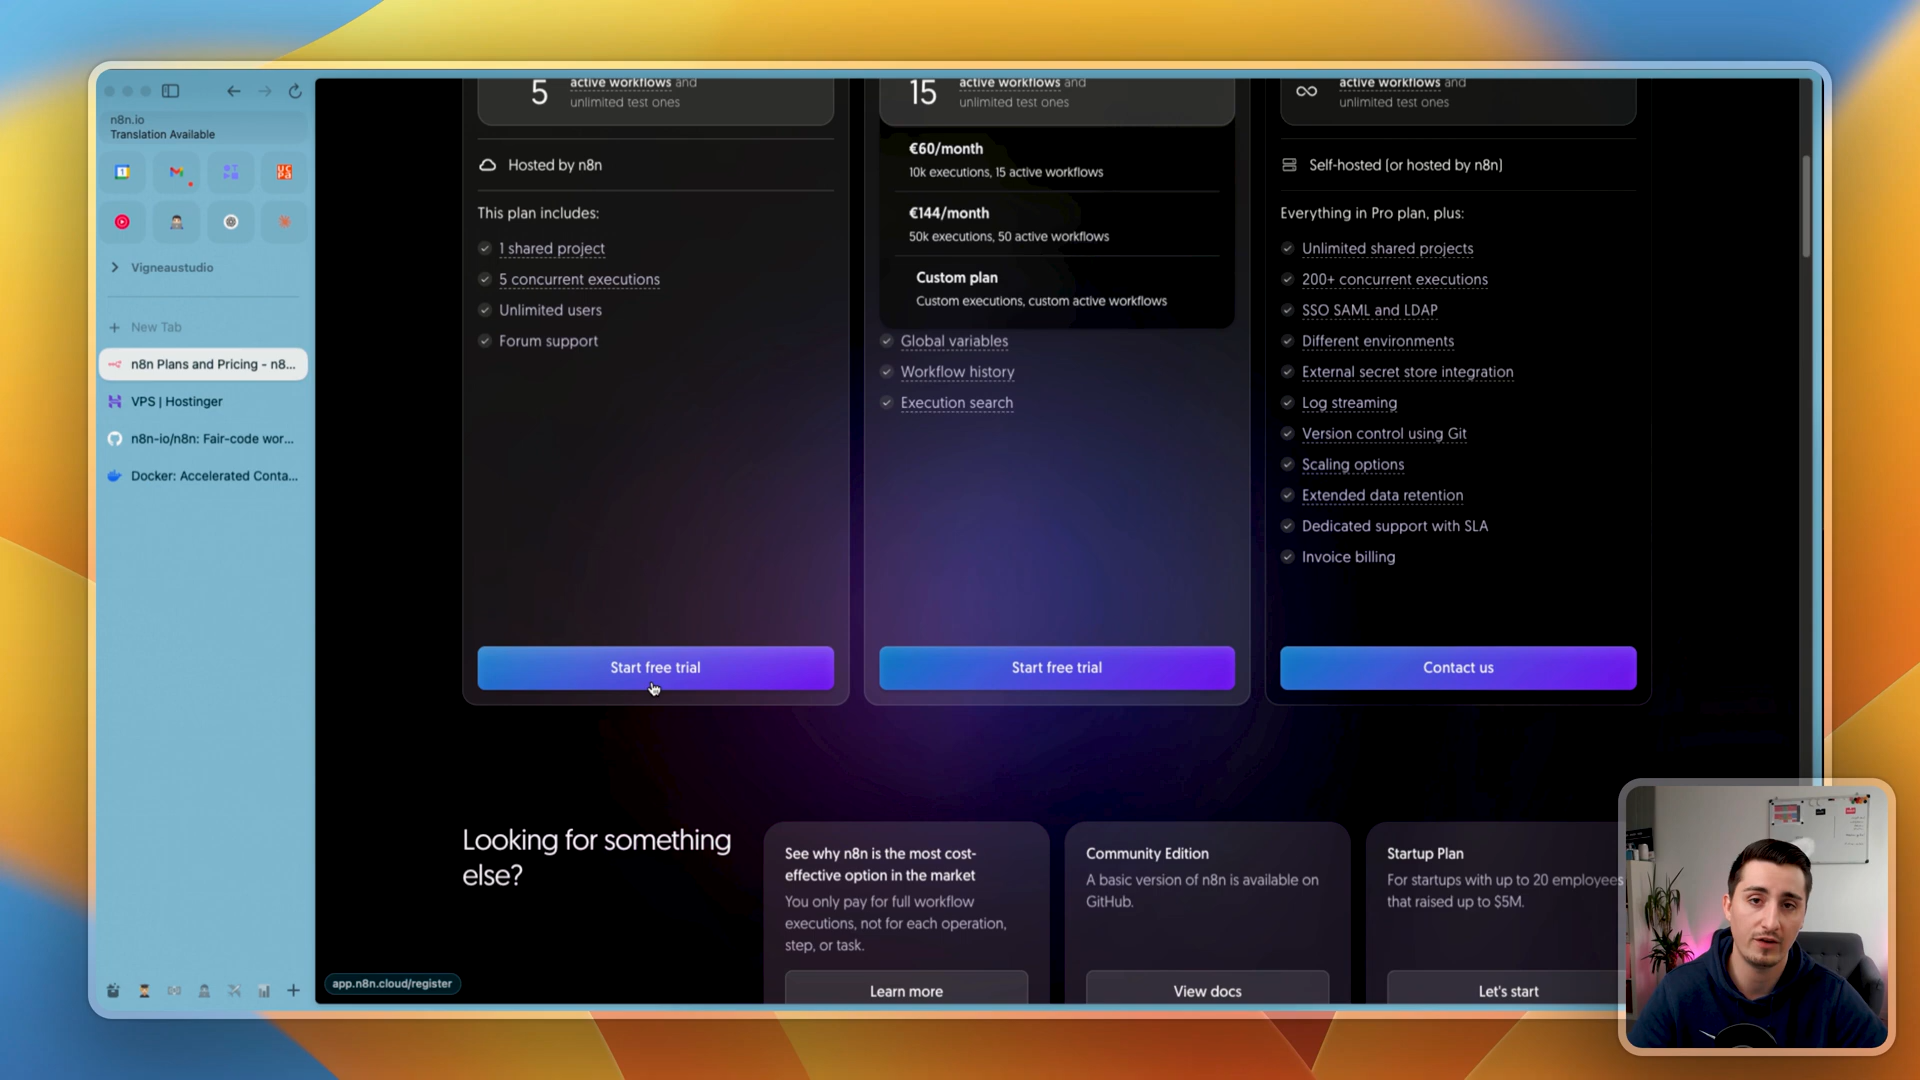 n8n.io
Translation Available
Vigneaustudio
New Tab
n8n Plans and Pricing - n8...
VPS | Hostinger
n8n-io/n8n: Fair-code wor...
Docker: Accelerated Conta...
5
active workflows and
unlimited test ones
Hosted by n8n
This plan includes:
1 shared project
5 concurrent executions
Unlimited users
Forum support
Start free trial
15
active workflows and
unlimited test ones
€60/month
10k executions, 15 active workflows
€144/month
50k executions, 50 active workflows
Custom plan
Custom executions, custom active workflows
Global variables
Workflow history
Execution search
Start free trial
∞
active workflows and
unlimited test ones
Self-hosted (or hosted by n8n)
Everything in Pro plan, plus:
Unlimited shared projects
200+ concurrent executions
SSO SAML and LDAP
Different environments
External secret store integration
Log streaming
Version control using Git
Scaling options
Extended data retention
Dedicated support with SLA
Invoice billing
Contact us
Looking for something
else?
See why n8n is the most cost-
effective option in the market
You only pay for full workflow
executions, not for each operation,
step, or task.
Learn more
Community Edition
A basic version of n8n is available on
GitHub.
View docs
Startup Plan
For startups with up to 20 employees
that raised up to $5M.
Let's start
app.n8n.cloud/register